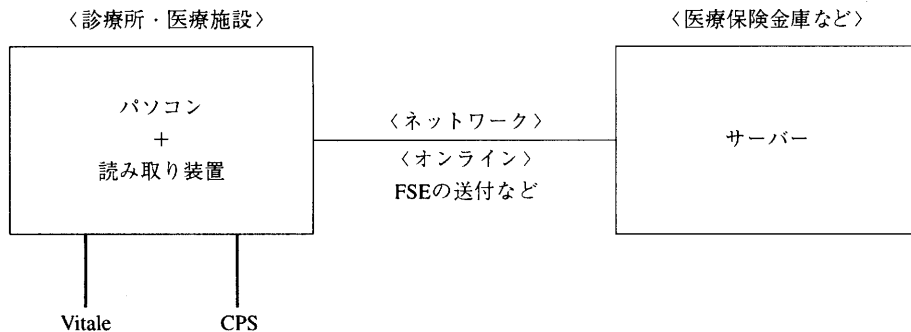 〈診療所・医療施設〉
〈医療保険金庫など〉
パソコン
+
読み取り装置
〈ネットワーク〉
〈オンライン〉
FSEの送付など
サーバー
Vitale
CPS